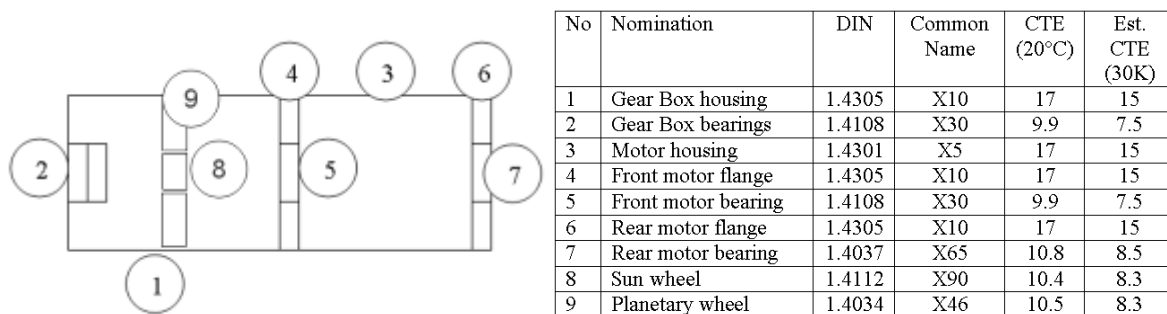 9
4
3
6
2
8
5
7
1
No Nomination DIN Common Name CTE (20°C) Est. CTE (30K)
1 Gear Box housing 1.4305 X10 17 15
2 Gear Box bearings 1.4108 X30 9.9 7.5
3 Motor housing 1.4301 X5 17 15
4 Front motor flange 1.4305 X10 17 15
5 Front motor bearing 1.4108 X30 9.9 7.5
6 Rear motor flange 1.4305 X10 17 15
7 Rear motor bearing 1.4037 X65 10.8 8.5
8 Sun wheel 1.4112 X90 10.4 8.3
9 Planetary wheel 1.4034 X46 10.5 8.3